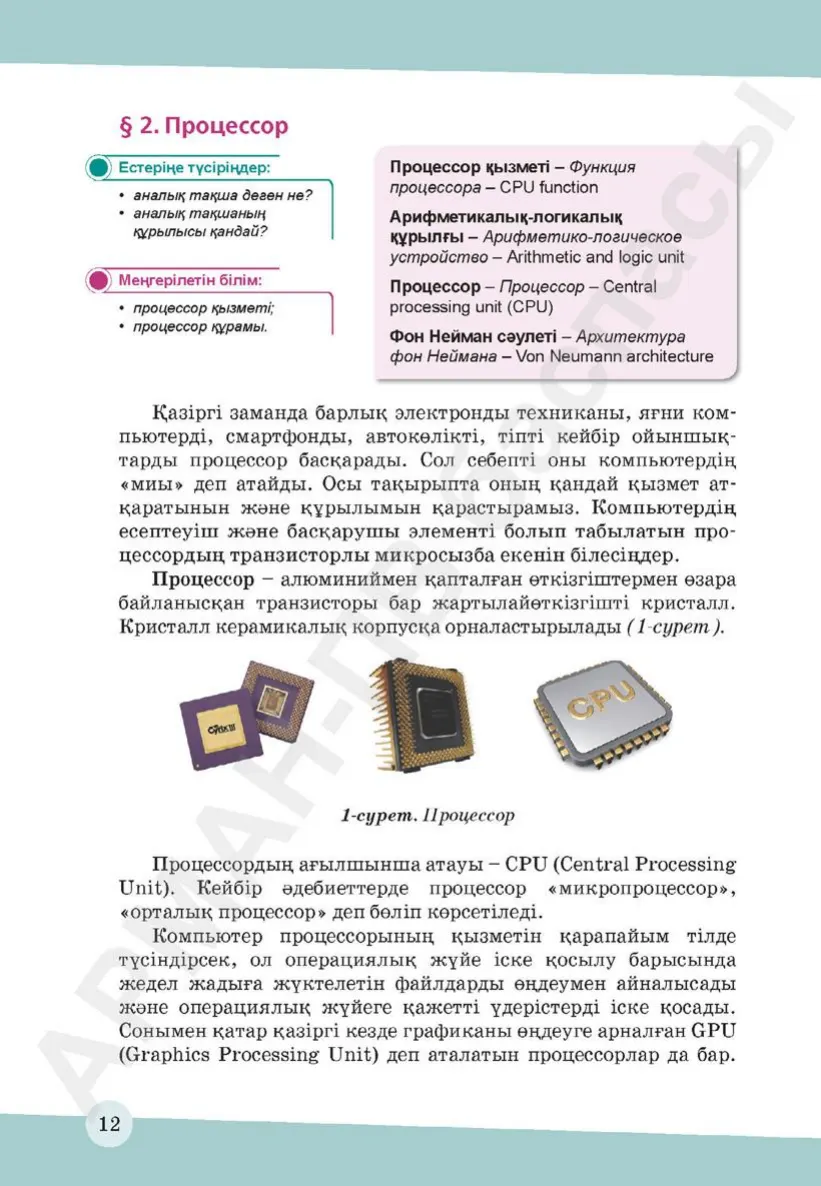 § 2. Процессор
Естеріңе түсіріңдер:
• аналық тақша деген не?
• аналық тақшаның
құрылысы қандай?
Меңгерілетін білім:
• процессор қызметі;
• процессор құрамы.
Процессор қызметі – Функция
процессора – CPU function
Арифметикалық-логикалық
құрылғы – Арифметико-логическое
устройство – Arithmetic and logic unit
Процессор – Процессор – Central
processing unit (CPU)
Фон Нейман сәулеті – Архитектура
фон Неймана – Von Neumann architecture
Қазіргі заманда барлық электронды техниканы, яғни ком-
пьютерді, смартфонды, автокөлікті, тіпті кейбір ойыншық-
тарды процессор басқарады. Сол себепті оны компьютердің
«миы» деп атайды. Осы тақырыпта оның қандай қызмет ат-
қаратынын және құрылымын қарастырамыз. Компьютердің
есептеуіш және басқарушы элементі болып табылатын про-
цессордың транзисторлы микросызба екенін білесіңдер.
Процессор – алюминиймен қапталған өткізгіштермен өзара
байланысқан транзисторы бар жартылайөткізгішті кристалл.
Кристалл керамикалық корпусқа орналастырылады (1-сурет).
CPU
1-сурет. Процессор
Процессордың ағылшынша атауы – CPU (Central Processing
Unit). Кейбір әдебиеттерде процессор «микропроцессор»,
«орталық процессор» деп бөліп көрсетіледі.
Компьютер процессорының қызметін қарапайым тілде
түсіндірсек, ол операциялық жүйе іске қосылу барысында
жедел жадыға жүктелетін файлдарды өңдеумен айналысады
және операциялық жүйеге қажетті үдерістерді іске қосады.
Сонымен қатар қазіргі кезде графиканы өңдеуге арналған GPU
(Graphics Processing Unit) деп аталатын процессорлар да бар.
12
АРМАН-ПВ баспасы